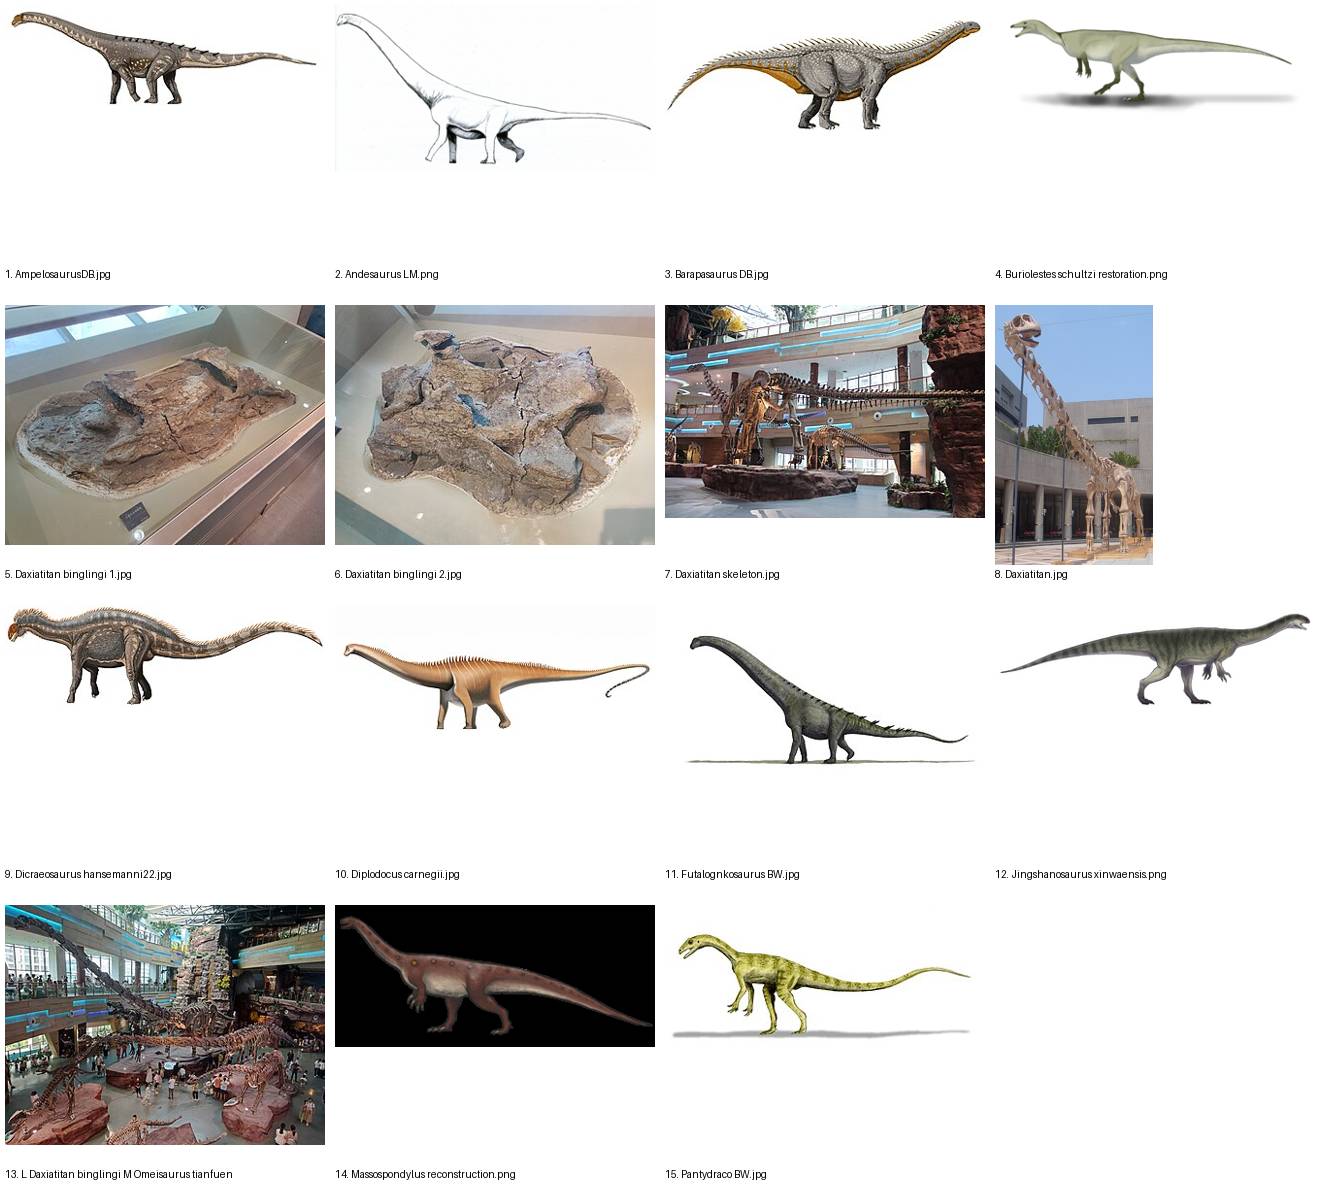 1. AmpelosaurusDB.jpg
2. Andesaurus LM.png
3. Barapasaurus DB.jpg
4. Buriolestes schultzi restoration.png
5. Daxiatitan binglingi 1.jpg
6. Daxiatitan binglingi 2.jpg
7. Daxiatitan skeleton.jpg
8. Daxiatitan.jpg
9. Dicraeosaurus hansemanni22.jpg
10. Diplodocus carnegii.jpg
11. Futalognkosaurus BW.jpg
12. Jingshanosaurus xinwaensis.png
13. L Daxiatitan binglingi M Omeisaurus tianfuen
14. Massospondylus reconstruction.png
15. Pantydraco BW.jpg